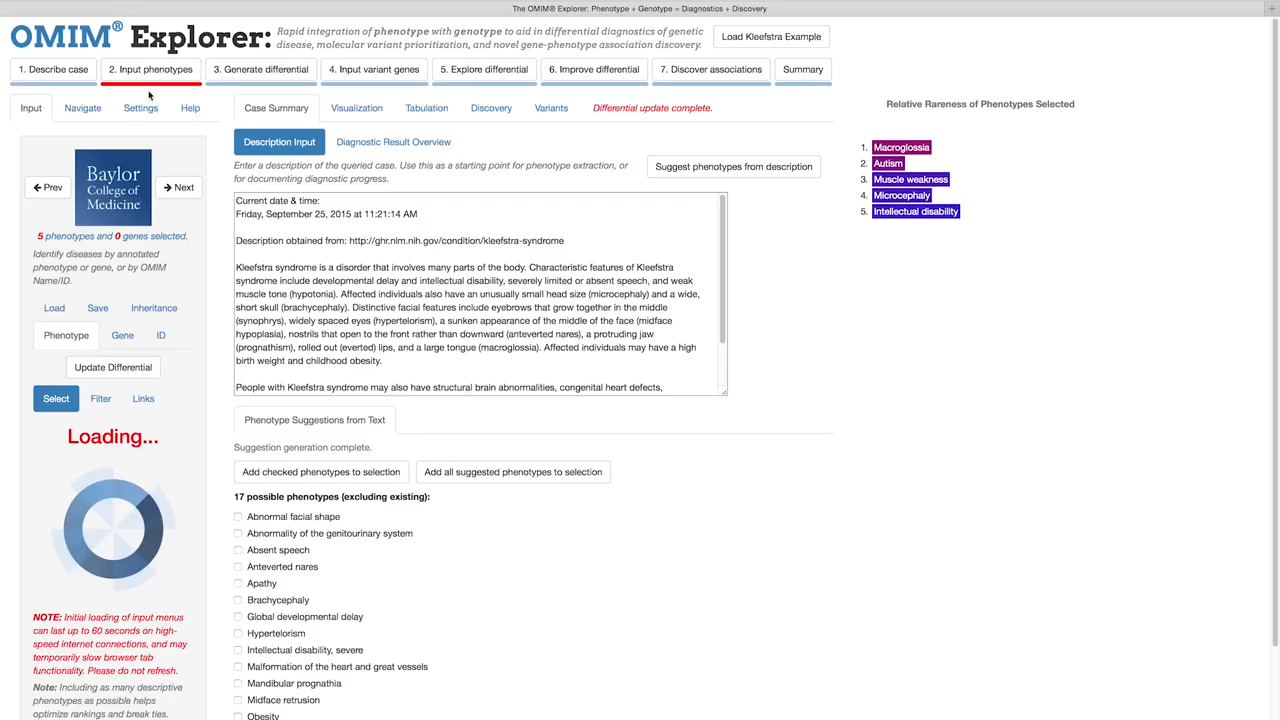 The OMIM® Explorer: Phenotype + Genotype = Diagnostics + Discovery
+
OMIM® Explorer:
Rapid integration of phenotype with genotype to aid in differential diagnostics of genetic
disease, molecular variant prioritization, and novel gene-phenotype association discovery.
Load Kleefstra Example
1. Describe case
2. Input phenotypes
3. Generate differential
4. Input variant genes
5. Explore differential
6. Improve differential
7. Discover associations
Summary
Input
Navigate
Settings
Help
Baylor
College of
Medicine
← Prev
→ Next
5 phenotypes and 0 genes selected.
Identify diseases by annotated
phenotype or gene, or by OMIM
Name/ID.
Load
Save
Inheritance
Phenotype
Gene
ID
Update Differential
Select
Filter
Links
Loading...
NOTE: Initial loading of input menus
can last up to 60 seconds on high-
speed internet connections, and may
temporarily slow browser tab
functionality. Please do not refresh.
Note: Including as many descriptive
phenotypes as possible helps
optimize rankings and break ties.
Case Summary
Visualization
Tabulation
Discovery
Variants
Differential update complete.
Description Input
Diagnostic Result Overview
Enter a description of the queried case. Use this as a starting point for phenotype extraction, or
for documenting diagnostic progress.
Suggest phenotypes from description
Current date & time:
Friday, September 25, 2015 at 11:21:14 AM
Description obtained from: http://ghr.nlm.nih.gov/condition/kleefstra-syndrome
Kleefstra syndrome is a disorder that involves many parts of the body. Characteristic features of Kleefstra
syndrome include developmental delay and intellectual disability, severely limited or absent speech, and weak
muscle tone (hypotonia). Affected individuals also have an unusually small head size (microcephaly) and a wide,
short skull (brachycephaly). Distinctive facial features include eyebrows that grow together in the middle
(synophrys), widely spaced eyes (hypertelorism), a sunken appearance of the middle of the face (midface
hypoplasia), nostrils that open to the front rather than downward (anteverted nares), a protruding jaw
(prognathism), rolled out (everted) lips, and a large tongue (macroglossia). Affected individuals may have a high
birth weight and childhood obesity.
People with Kleefstra syndrome may also have structural brain abnormalities, congenital heart defects,
Phenotype Suggestions from Text
Suggestion generation complete.
Add checked phenotypes to selection
Add all suggested phenotypes to selection
17 possible phenotypes (excluding existing):
Abnormal facial shape
Abnormality of the genitourinary system
Absent speech
Anteverted nares
Apathy
Brachycephaly
Global developmental delay
Hypertelorism
Intellectual disability, severe
Malformation of the heart and great vessels
Mandibular prognathia
Midface retrusion
Obesity
Relative Rareness of Phenotypes Selected
1. Macroglossia
2. Autism
3. Muscle weakness
4. Microcephaly
5. Intellectual disability